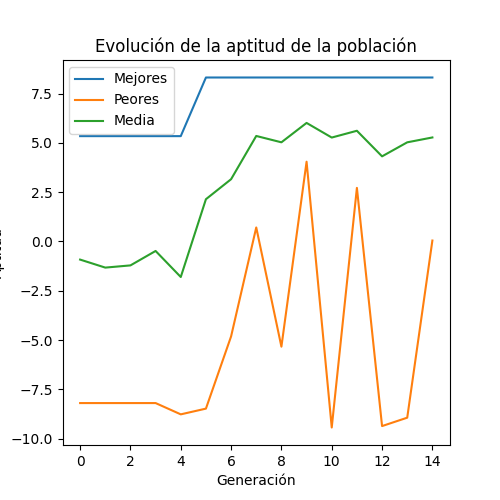 Evolución de la aptitud de la población
Mejores
Peores
Media
7.5
5.0
2.5
0.0
−2.5
−5.0
−7.5
−10.0
0 2 4 6 8 10 12 14
Generación